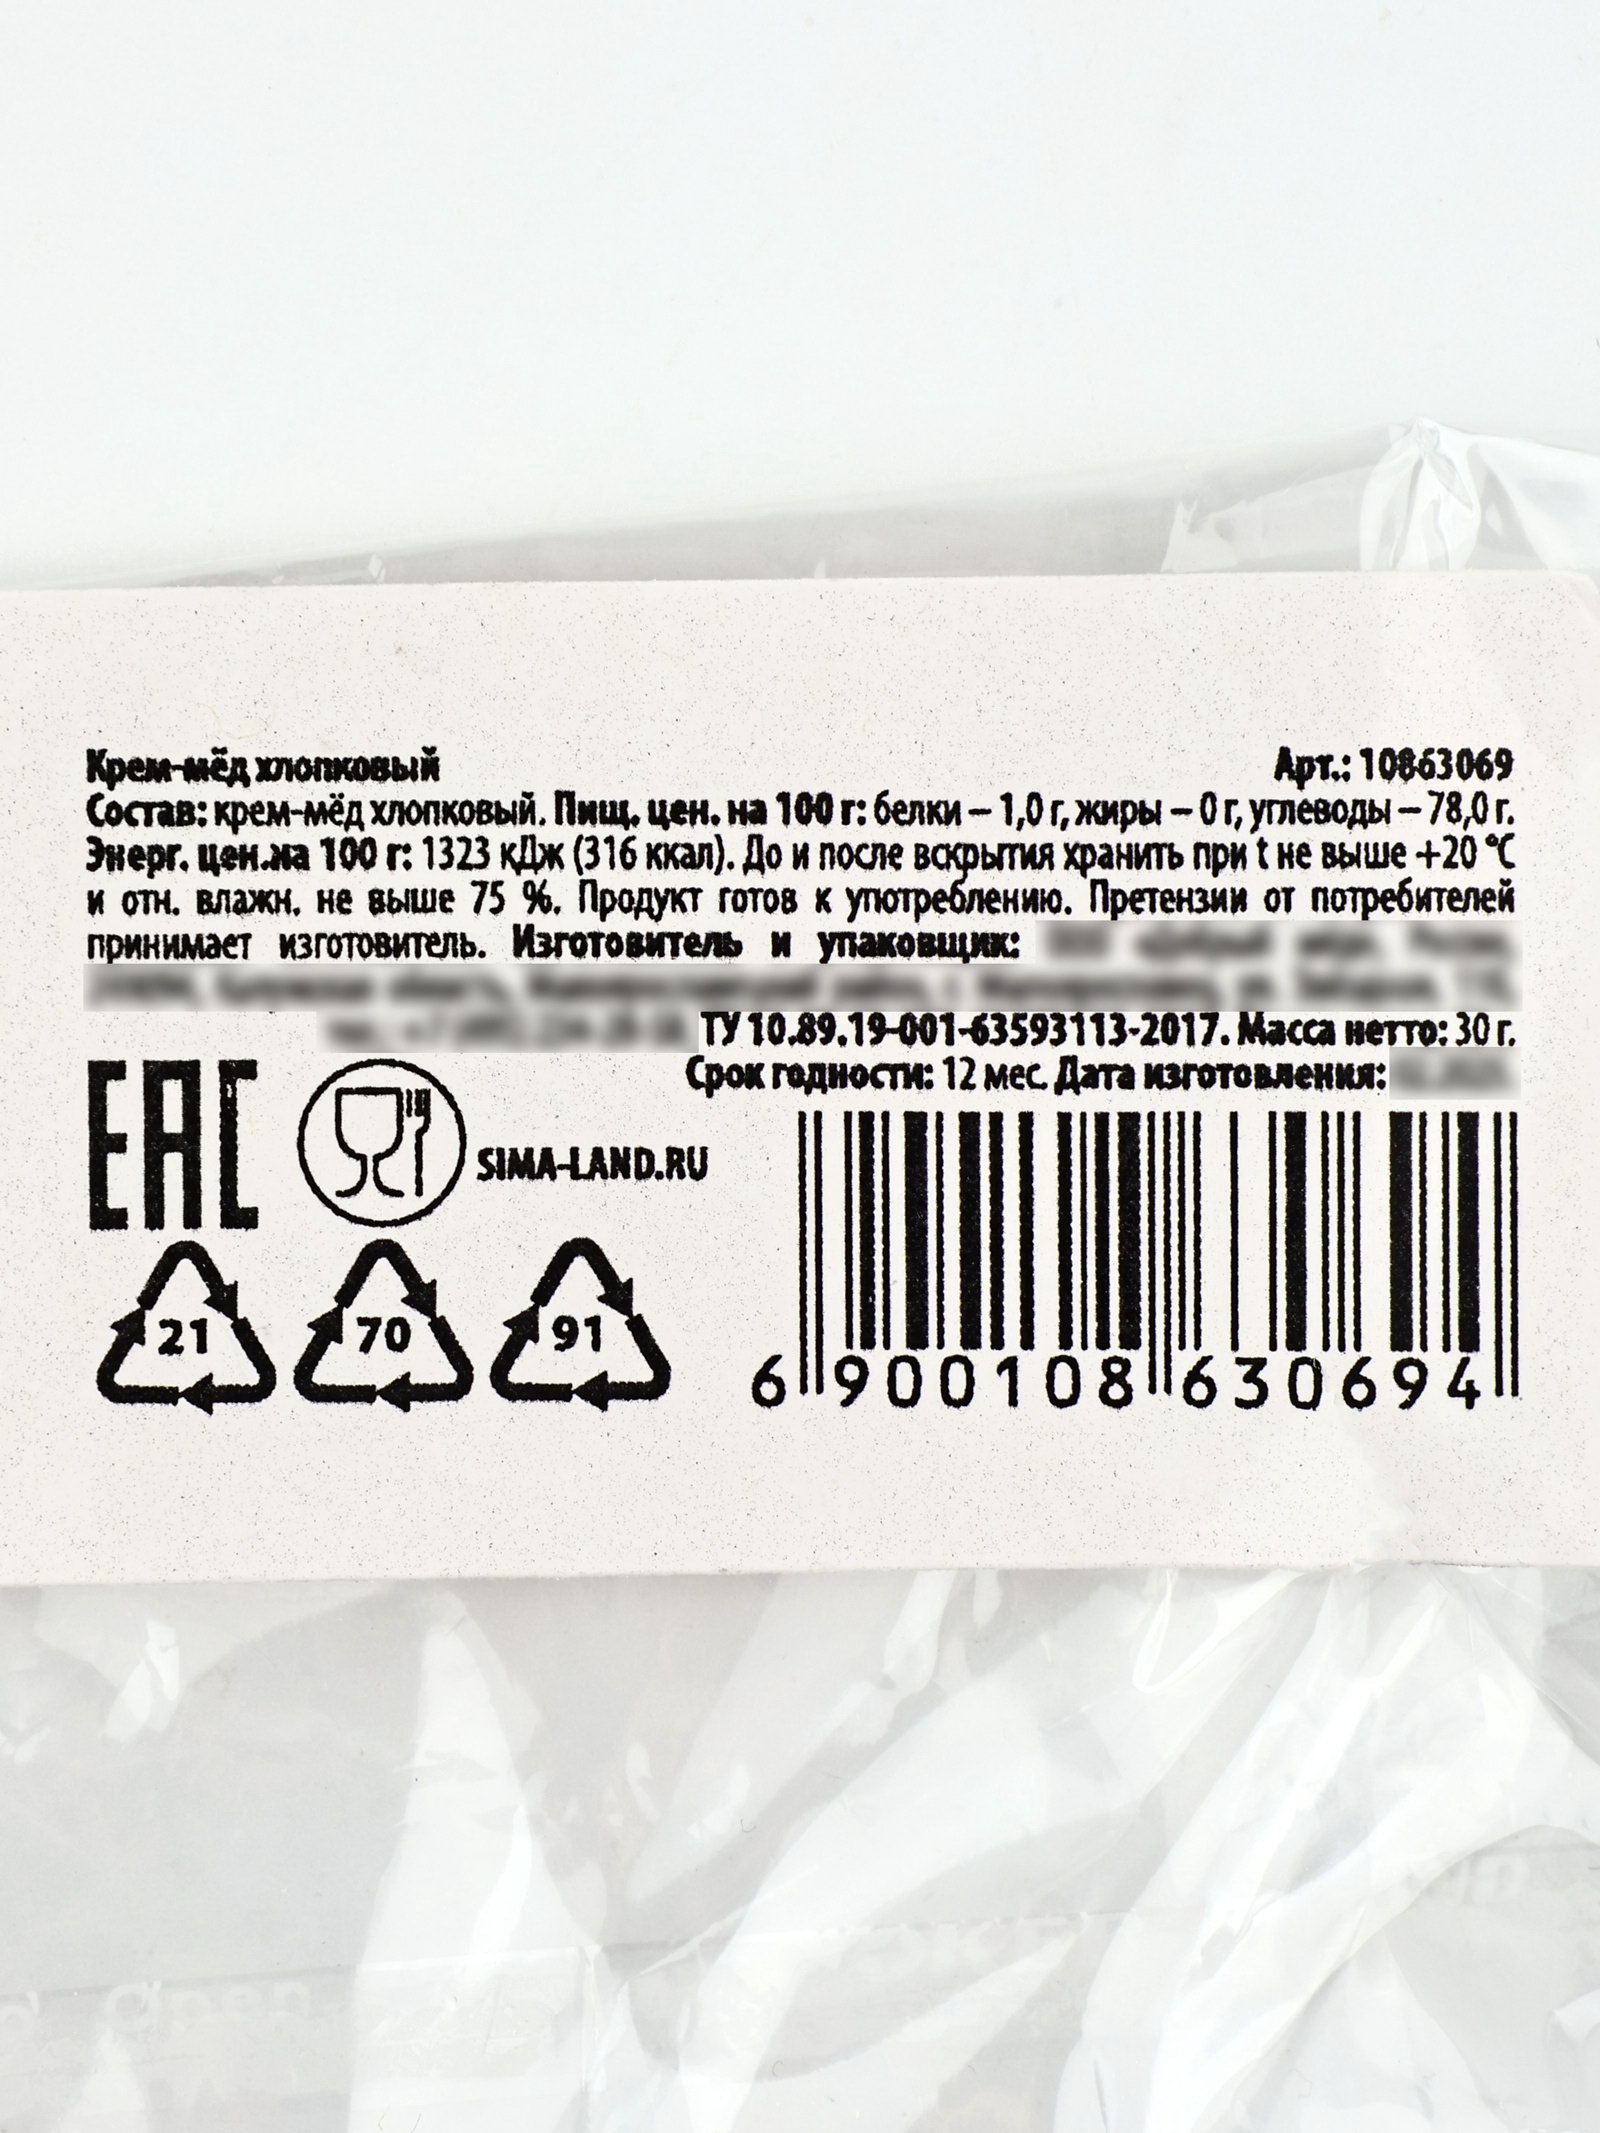 Крем-мёд хлопковый Арт.: 10863069
Состав: крем-мёд хлопковый. Пищ. цен. на 100 г: белки – 1,0 г, жиры – 0 г, углеводы – 78,0 г.
Энерг. цен.на 100 г: 1323 кДж (316 ккал). До и после вскрытия хранить при t не выше +20 °С
и отн. влажн. не выше 75 %. Продукт готов к употреблению. Претензии от потребителей
принимает изготовитель. Изготовитель и упаковщик:
ТУ 10.89.19-001-63593113-2017. Масса нетто: 30 г.
Срок годности: 12 мес. Дата изготовления:
ЕАС
SIMA-LAND.RU
21 70 91
6 900108 630694